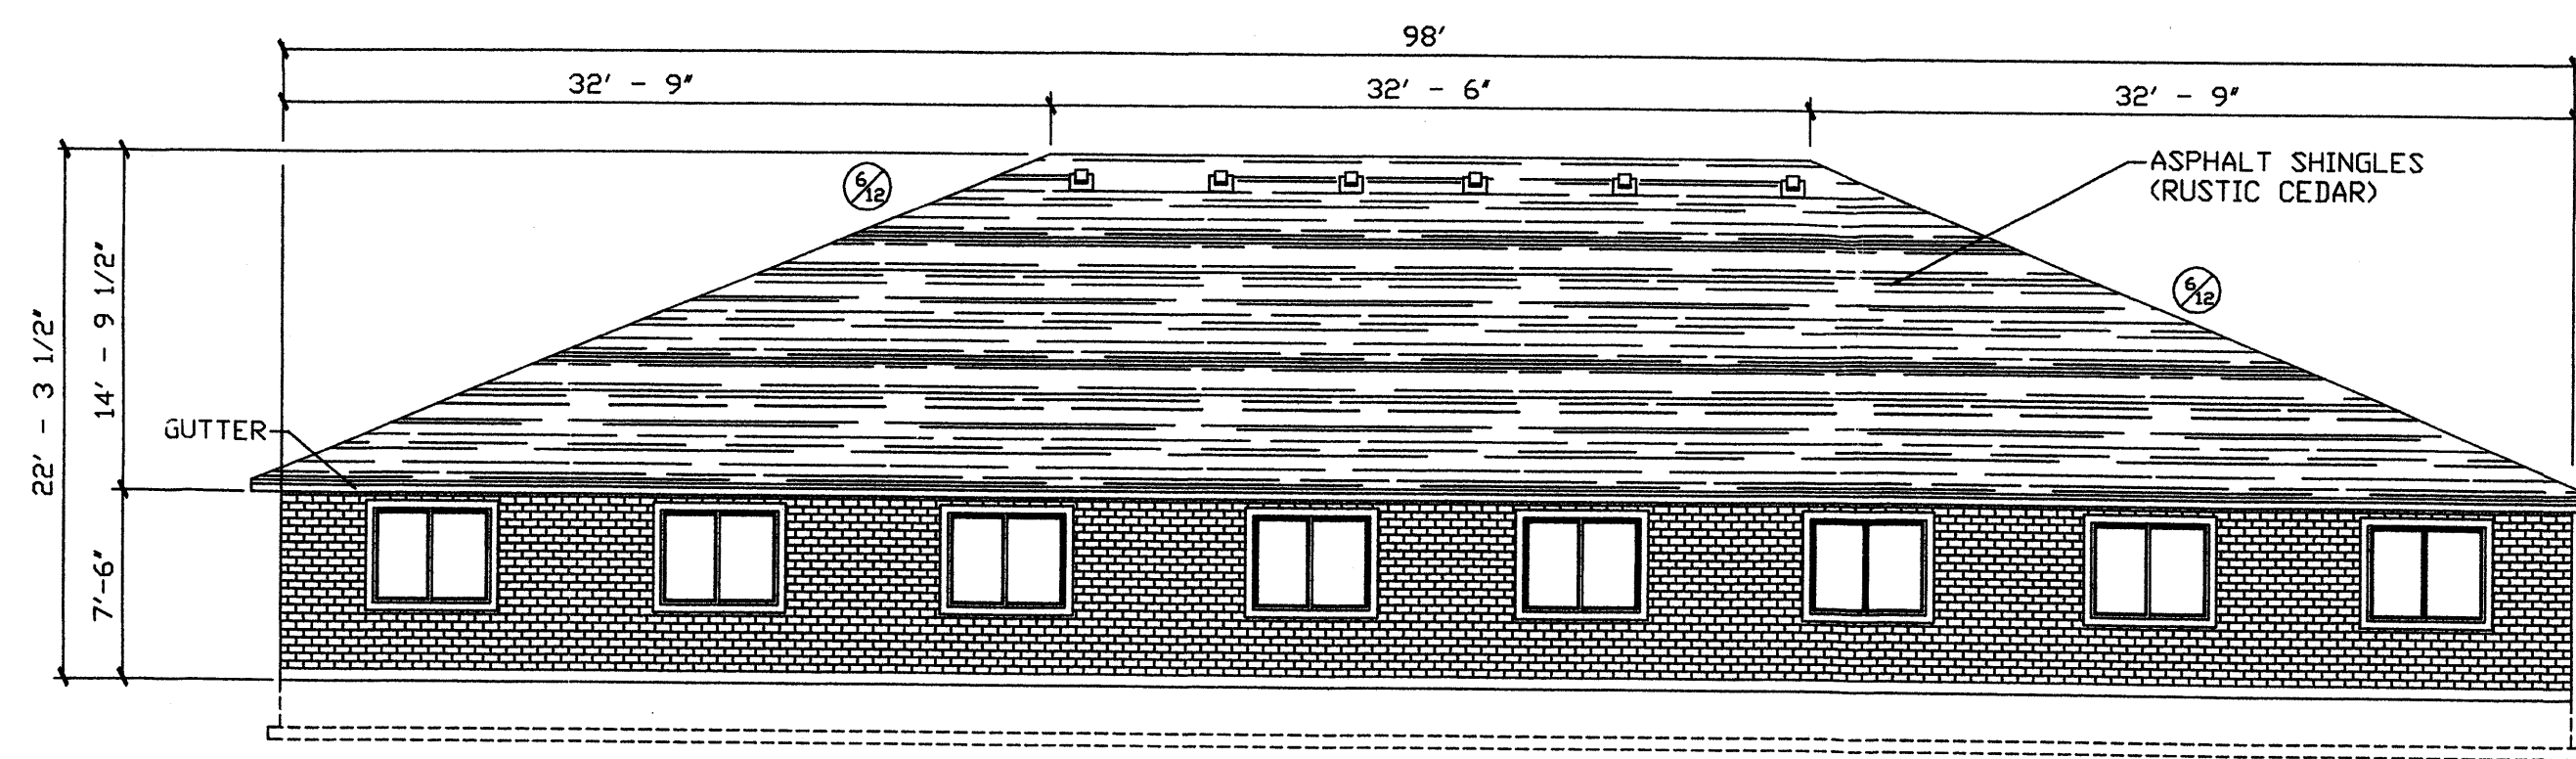 98'
32' - 9"
32' - 6"
32' - 9"
6/12
ASPHALT SHINGLES
(RUSTIC CEDAR)
6/12
14' - 9 1/2"
22' - 3 1/2"
GUTTER
7'-6"